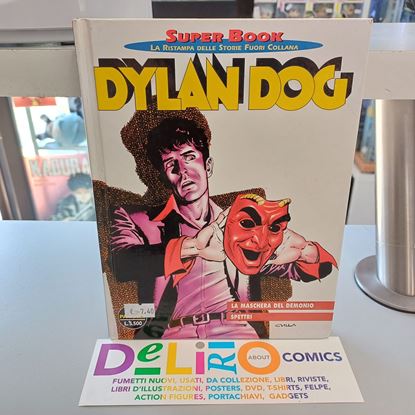 SUPER BOOK
LA RISTAMPA DELLE STORIE FUORI COLLANA
DYLAN DOG
LA MASCHERA DEL DEMONIO
SPETTRI
L. 3.500
€ 7,40
VILLA
DeLiRiO ABOUT COMICS
FUMETTI NUOVI, USATI, DA COLLEZIONE, LIBRI, RIVISTE,
LIBRI D'ILLUSTRAZIONI, POSTERS, DVD, T-SHIRTS, FELPE,
ACTION FIGURES, PORTACHIAVI, GADGETS